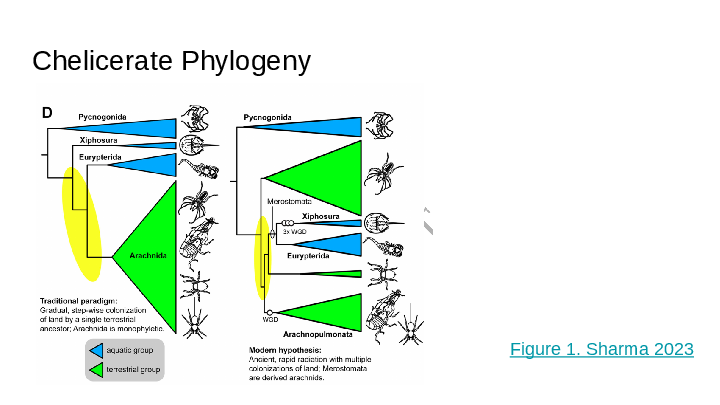 Chelicerate Phylogeny
D
Pycnogonida
Xiphosura
Eurypterida
Arachnida
Traditional paradigm:
Gradual, step-wise colonization
of land by a single terrestrial
ancestor; Arachnida is monophyletic.
aquatic group
terrestrial group
Pycnogonida
Merostomata
Xiphosura
3x WGD
Eurypterida
WGD
Arachnopulmonata
Modern hypothesis:
Ancient, rapid radiation with multiple
colonizations of land; Merostomata
are derived arachnids.
Figure 1. Sharma 2023